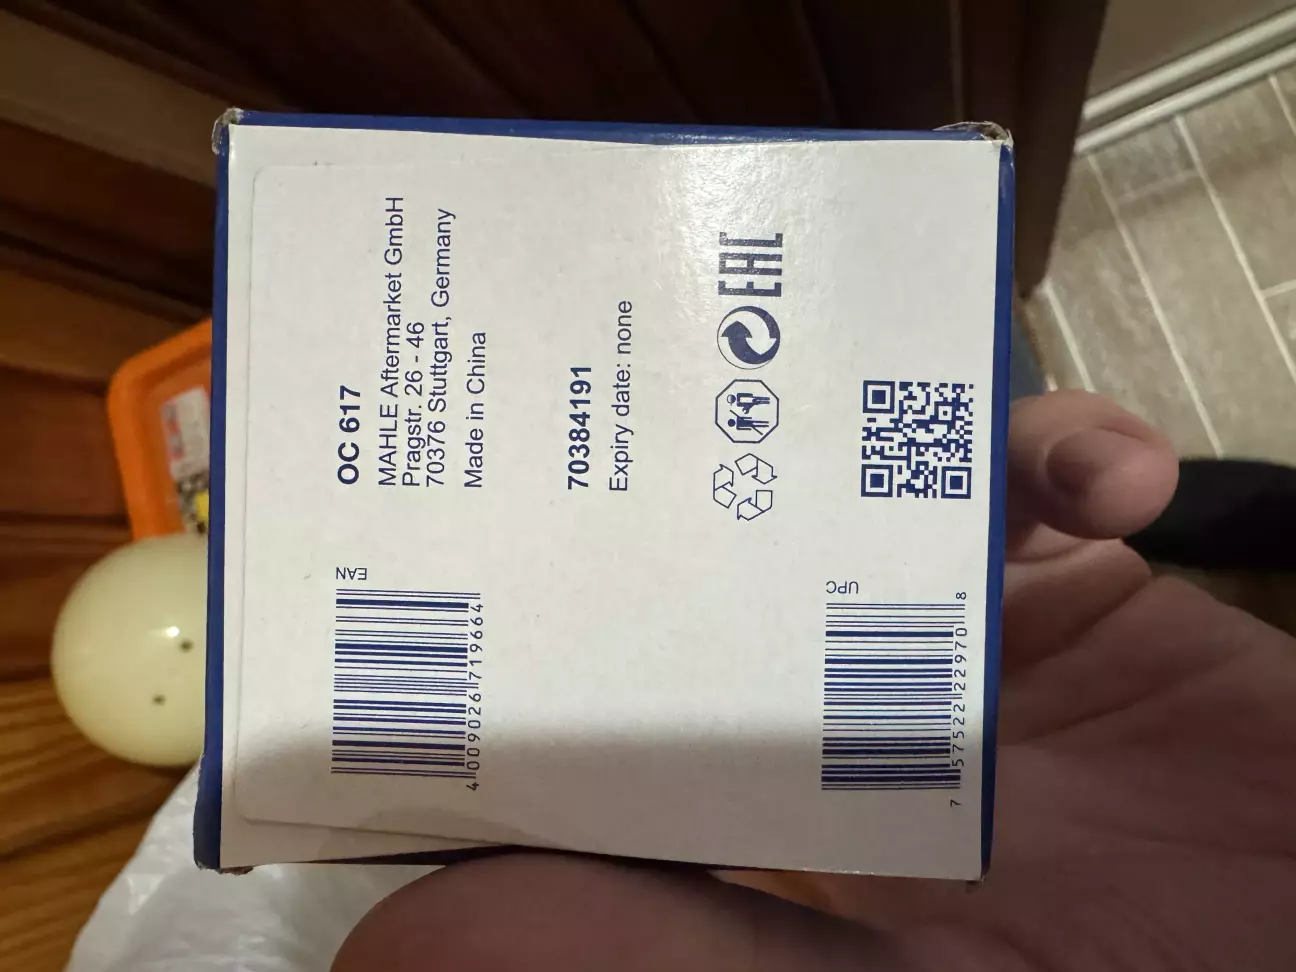 OC 617
MAHLE Aftermarket GmbH
Pragstr. 26 - 46
70376 Stuttgart, Germany
Made in China
70384191
Expiry date: none
EAC
EAN
4 009026 719664
UPC
7 57522 22970 8